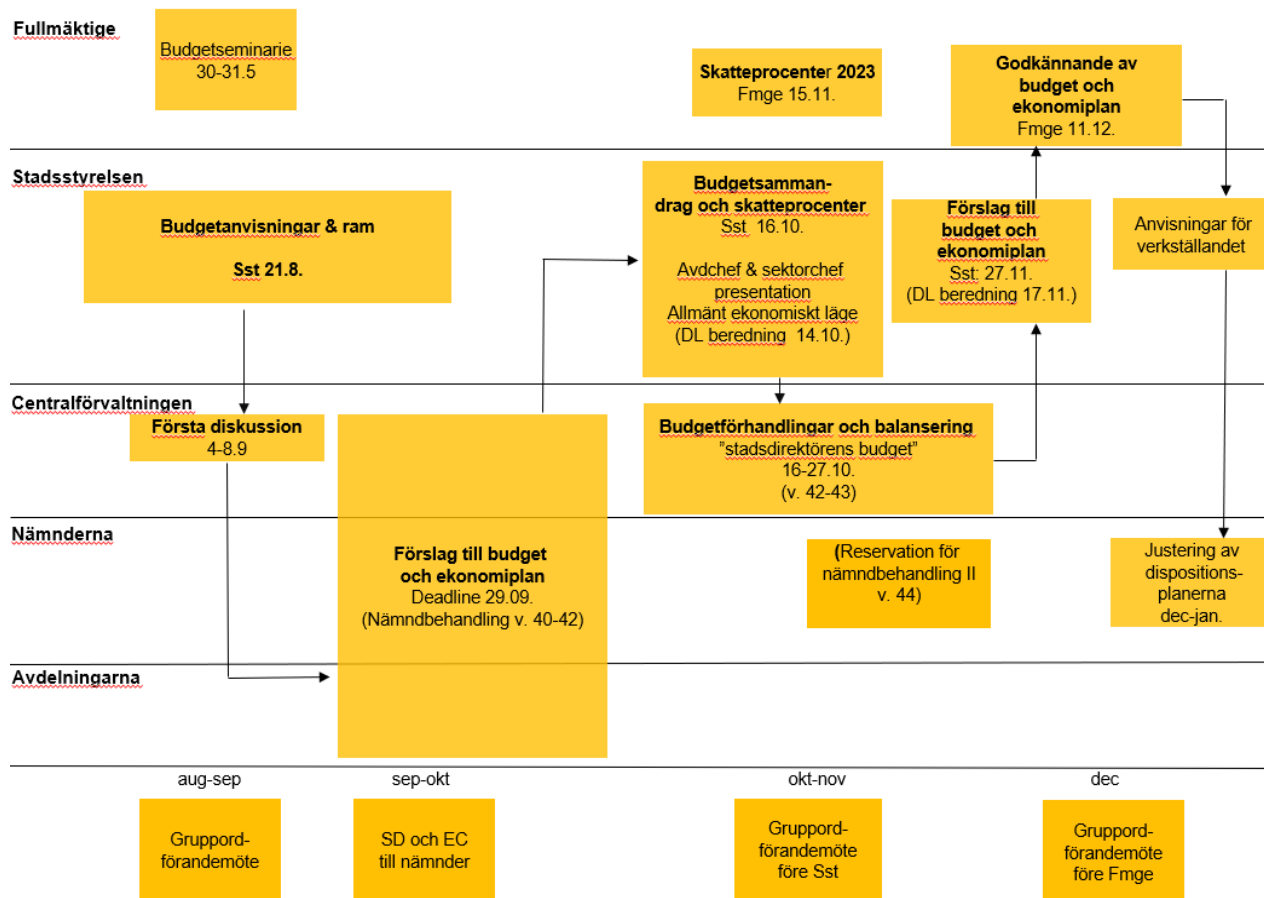 Fullmäktige
Budgetseminarie
30-31.5
Skatteprocenter 2023
Fmge 15.11.
Godkännande av
budget och
ekonomiplan
Fmge 11.12.
Stadsstyrelsen
Budgetanvisningar & ram
Sst 21.8.
Budgetsamman-
drag och skatteprocenter
Sst 16.10.
Avdchef & sektorchef
presentation
Allmänt ekonomiskt läge
(DL beredning 14.10.)
Förslag till
budget och
ekonomiplan
Sst: 27.11.
(DL beredning 17.11.)
Anvisningar för
verkställandet
Centralförvaltningen
Första diskussion
4-8.9
Budgetförhandlingar och balansering
”stadsdirektörens budget”
16-27.10.
(v. 42-43)
Nämnderna
Förslag till budget
och ekonomiplan
Deadline 29.09.
(Nämndbehandling v. 40-42)
(Reservation för
nämndbehandling II
v. 44)
Justering av
dispositions-
planerna
dec-jan.
Avdelningarna
aug-sep
sep-okt
okt-nov
dec
Gruppord-
förandemöte
SD och EC
till nämnder
Gruppord-
förandemöte
före Sst
Gruppord-
förandemöte
före Fmge